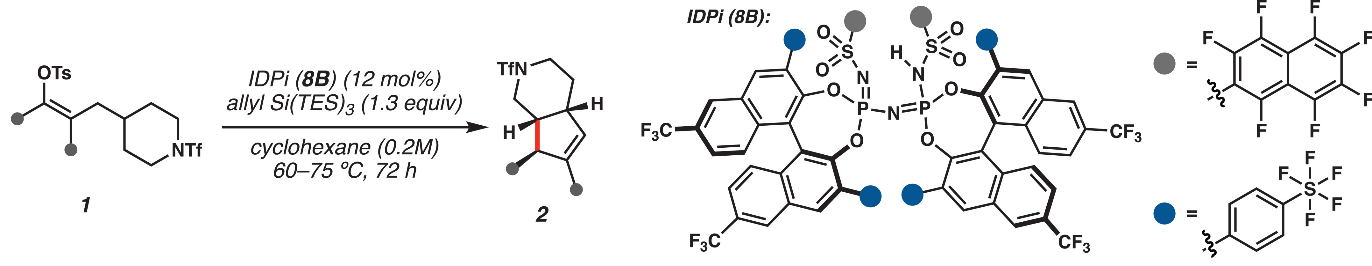 OTs
NTf
1
IDPi (8B) (12 mol%)
allyl Si(TES)₃ (1.3 equiv)
cyclohexane (0.2M)
60–75 ºC, 72 h
TfN
H
H
2
IDPi (8B):
O
S
O
N
H
N
S
O
O
O
P
N
P
O
O
O
F₃C
F₃C
CF₃
CF₃
=
F
F
F
F
F
F
F
=
F
F
S
F
F
F